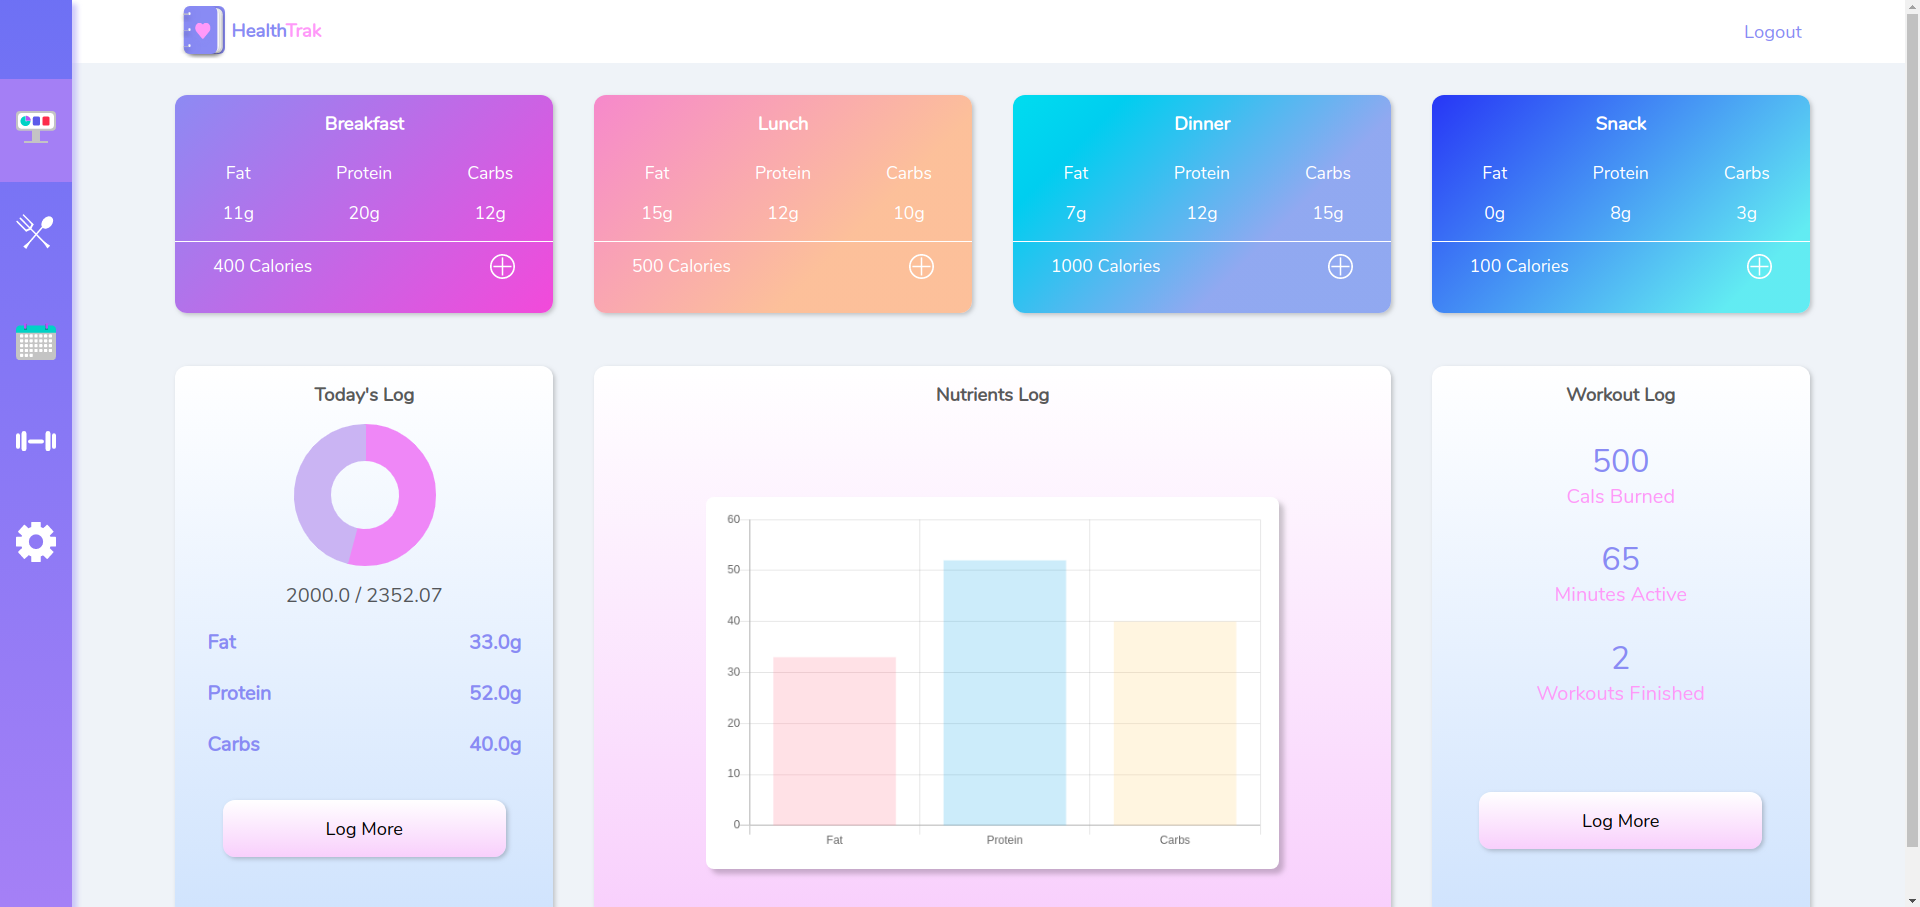 HealthTrak
Logout
Breakfast
Fat Protein Carbs
11g 20g 12g
400 Calories
Lunch
Fat Protein Carbs
15g 12g 10g
500 Calories
Dinner
Fat Protein Carbs
7g 12g 15g
1000 Calories
Snack
Fat Protein Carbs
0g 8g 3g
100 Calories
Today's Log
2000.0 / 2352.07
Fat 33.0g
Protein 52.0g
Carbs 40.0g
Log More
Nutrients Log
60
50
40
30
20
10
0
Fat Protein Carbs
Workout Log
500
Cals Burned
65
Minutes Active
2
Workouts Finished
Log More